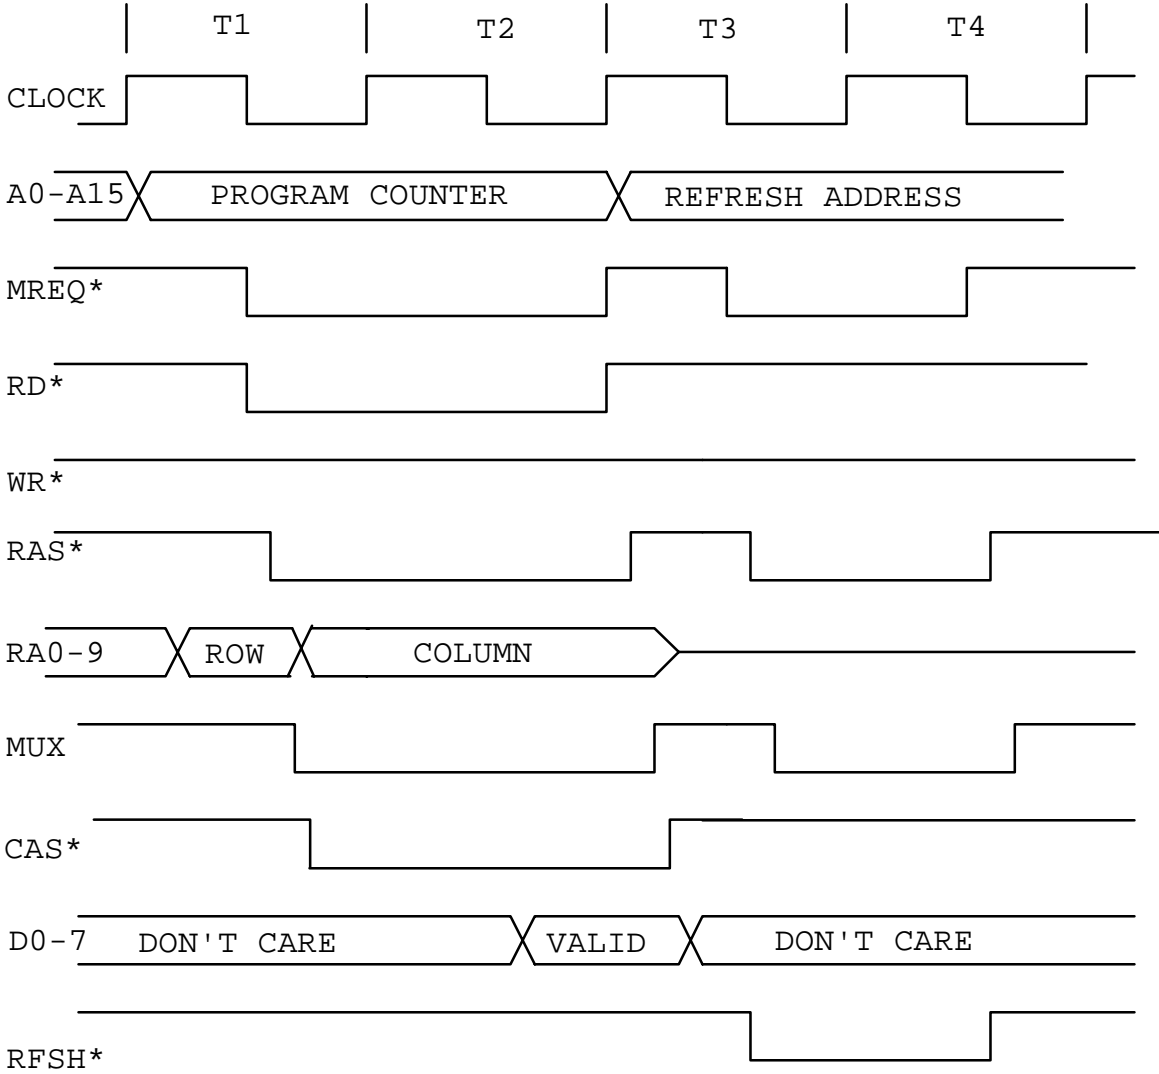 T1 T2 T3 T4
CLOCK
A0-A15 PROGRAM COUNTER REFRESH ADDRESS
MREQ*
RD*
WR*
RAS*
RA0-9 ROW COLUMN
MUX
CAS*
D0-7 DON'T CARE VALID DON'T CARE
RFSH*